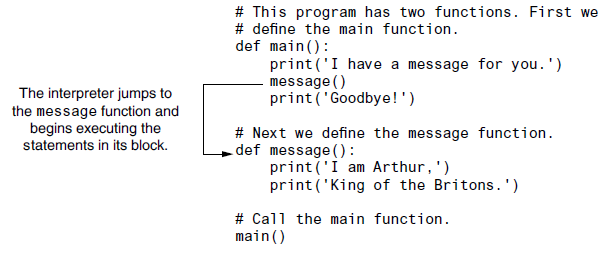 # This program has two functions. First we
# define the main function.
def main():
    print('I have a message for you.')
    message()
    print('Goodbye!')
The interpreter jumps to
the message function and
begins executing the
statements in its block.
# Next we define the message function.
def message():
    print('I am Arthur,')
    print('King of the Britons.')
# Call the main function.
main()